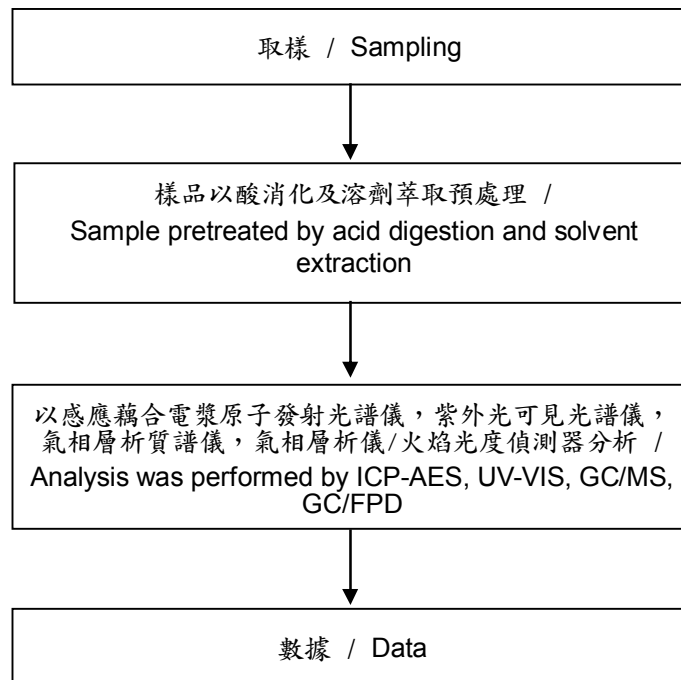 取樣 / Sampling
樣品以酸消化及溶劑萃取預處理 /
Sample pretreated by acid digestion and solvent
extraction
以感應藕合電漿原子發射光譜儀，紫外光可見光譜儀，
氣相層析質譜儀，氣相層析儀/火焰光度偵測器分析 /
Analysis was performed by ICP-AES, UV-VIS, GC/MS,
GC/FPD
數據 / Data